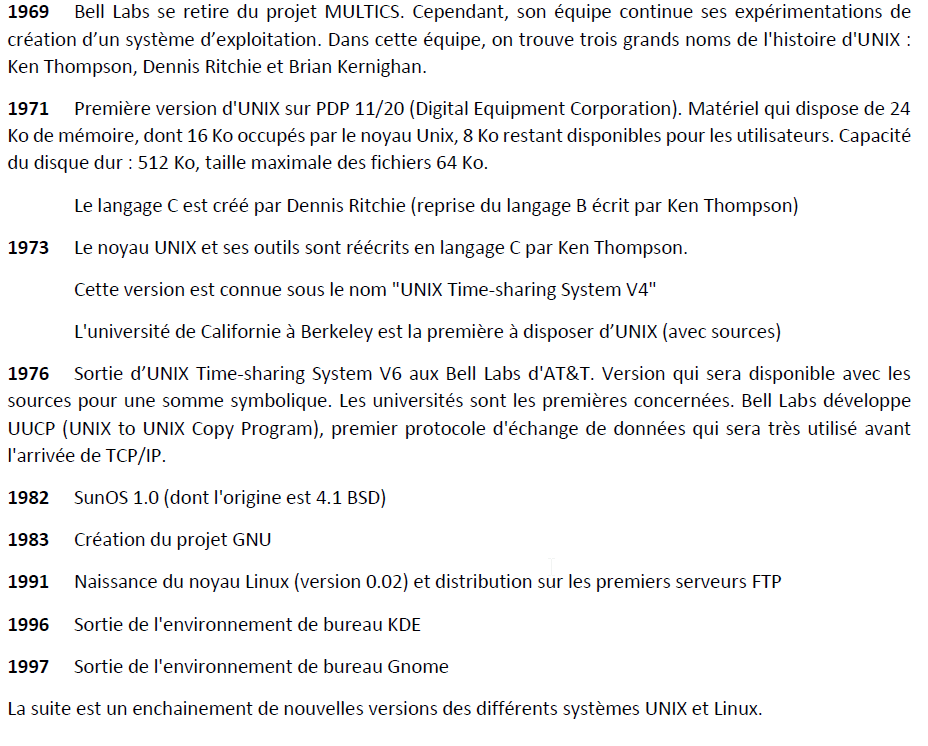 1969 Bell Labs se retire du projet MULTICS. Cependant, son équipe continue ses expérimentations de
création d’un système d’exploitation. Dans cette équipe, on trouve trois grands noms de l'histoire d'UNIX :
Ken Thompson, Dennis Ritchie et Brian Kernighan.
1971 Première version d'UNIX sur PDP 11/20 (Digital Equipment Corporation). Matériel qui dispose de 24
Ko de mémoire, dont 16 Ko occupés par le noyau Unix, 8 Ko restant disponibles pour les utilisateurs. Capacité
du disque dur : 512 Ko, taille maximale des fichiers 64 Ko.
Le langage C est créé par Dennis Ritchie (reprise du langage B écrit par Ken Thompson)
1973 Le noyau UNIX et ses outils sont réécrits en langage C par Ken Thompson.
Cette version est connue sous le nom "UNIX Time-sharing System V4"
L'université de Californie à Berkeley est la première à disposer d’UNIX (avec sources)
1976 Sortie d’UNIX Time-sharing System V6 aux Bell Labs d'AT&T. Version qui sera disponible avec les
sources pour une somme symbolique. Les universités sont les premières concernées. Bell Labs développe
UUCP (UNIX to UNIX Copy Program), premier protocole d'échange de données qui sera très utilisé avant
l'arrivée de TCP/IP.
1982 SunOS 1.0 (dont l'origine est 4.1 BSD)
1983 Création du projet GNU
1991 Naissance du noyau Linux (version 0.02) et distribution sur les premiers serveurs FTP
1996 Sortie de l'environnement de bureau KDE
1997 Sortie de l'environnement de bureau Gnome
La suite est un enchainement de nouvelles versions des différents systèmes UNIX et Linux.